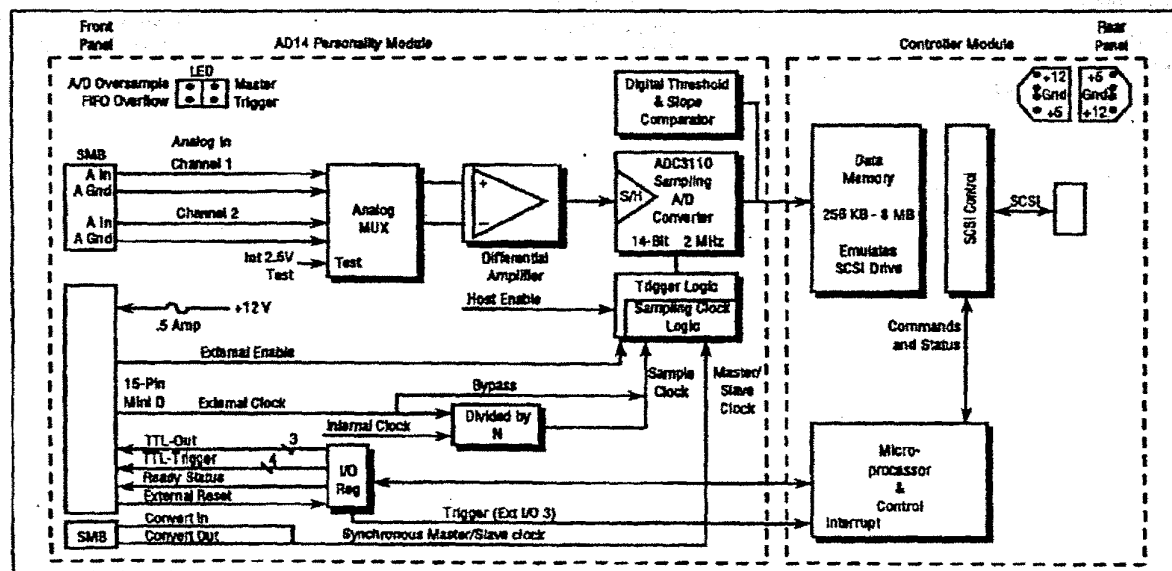 Front
Panel
AD14 Personality Module
Controller Module
Rear
Panel
LED
A/D Oversample
Master
FIFO Overflow
Trigger
+12
Gnd
+5
+5
Gnd
+12
Digital Threshold
& Slope
Comparator
Analog In
SMB
A In
Channel 1
A Gnd
A In
Channel 2
A Gnd
Int 2.5V
Test
Analog
MUX
Test
+
−
Differential
Amplifier
ADC3110
Sampling
A/D
Converter
S/H
14-Bit 2 MHz
Data
Memory
256 KB - 8 MB
Emulates
SCSI Drive
SCSI Control
SCSI
Host Enable
Trigger Logic
Sampling Clock
Logic
+12 V
.5 Amp
External Enable
15-Pin
Mini D
External Clock
Bypass
Sample
Clock
Master/
Slave
Clock
Internal Clock
Divided by
N
Commands
and Status
TTL-Out
3
TTL-Trigger
4
Ready Status
External Reset
I/O
Reg
Micro-
processor
&
Control
Interrupt
Trigger (Ext I/O 3)
SMB
Convert In
Convert Out
Synchronous Master/Slave clock